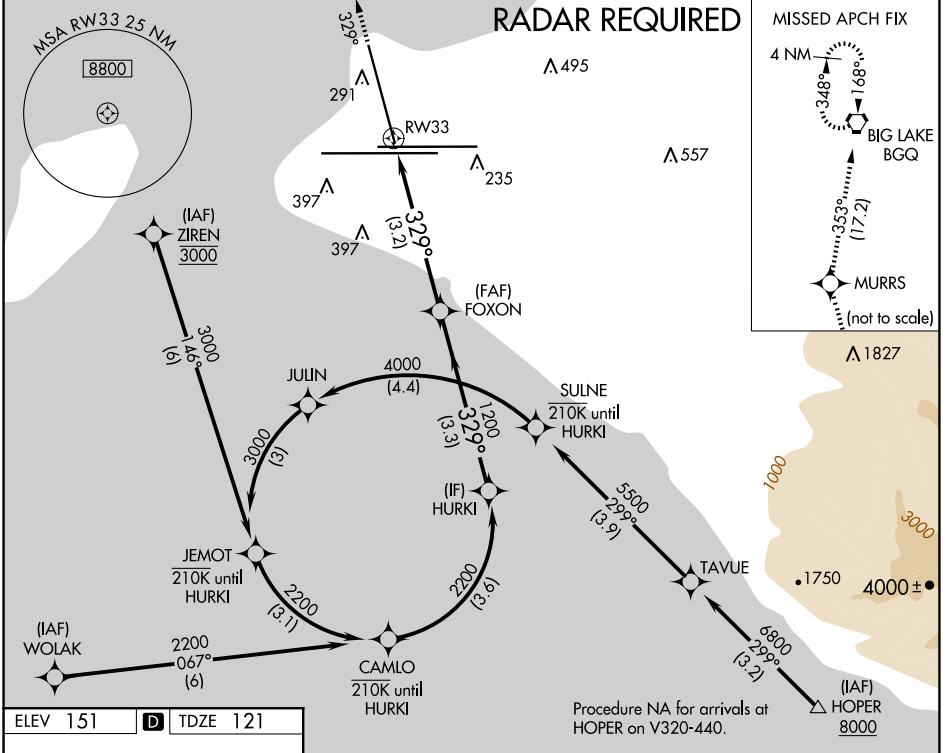 RADAR REQUIRED
MSA RW33 25 NM
8800
329°
291
495
RW33
557
235
397
397
329°
(3.2)
MISSED APCH FIX
4 NM
348°
168°
BIG LAKE
BGQ
353°
(17.2)
MURRS
(not to scale)
1827
(IAF)
ZIREN
3000
3000
146°
(6)
(FAF)
FOXON
JULIN
4000
(4.4)
SULNE
210K until
HURKI
3000
(3)
1200
329°
(3.3)
(IF)
HURKI
5500
299°
(3.9)
1000
3000
JEMOT
210K until
HURKI
2200
(3.1)
2200
(3.6)
TAVUE
1750
4000±
(IAF)
WOLAK
2200
067°
(6)
CAMLO
210K until
HURKI
6800
299°
(3.2)
(IAF)
HOPER
8000
Procedure NA for arrivals at
HOPER on V320-440.
ELEV 151 D TDZE 121